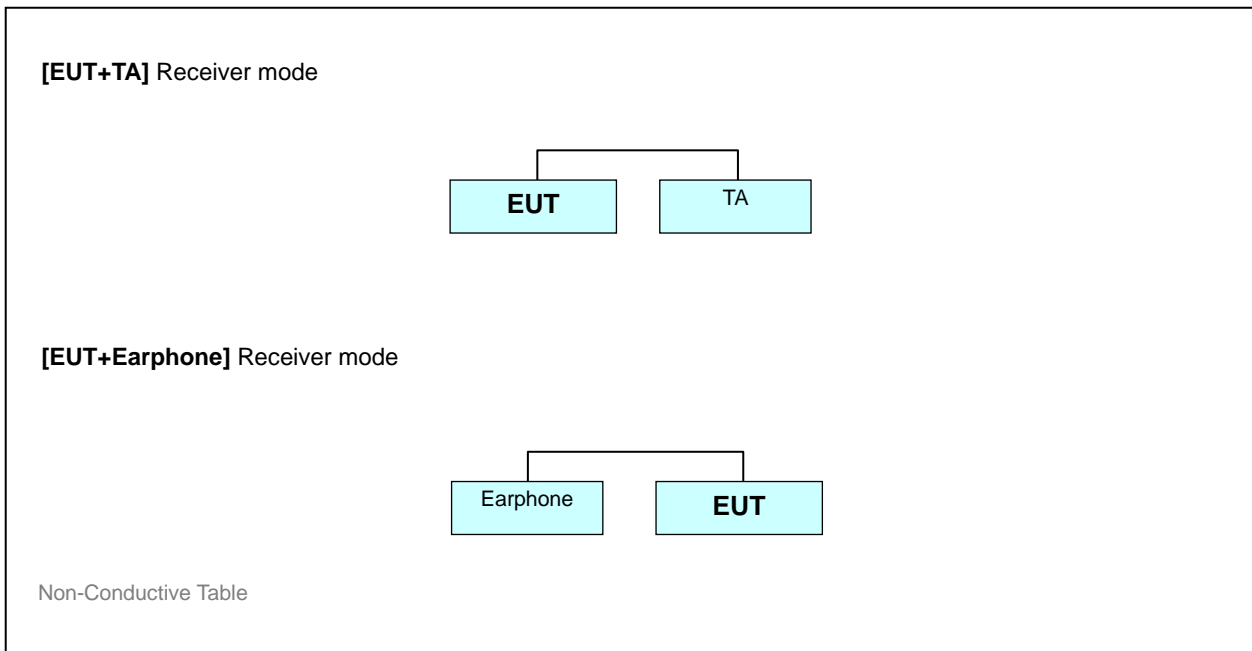 [EUT+TA] Receiver mode
EUT
TA
[EUT+Earphone] Receiver mode
Earphone
EUT
Non-Conductive Table